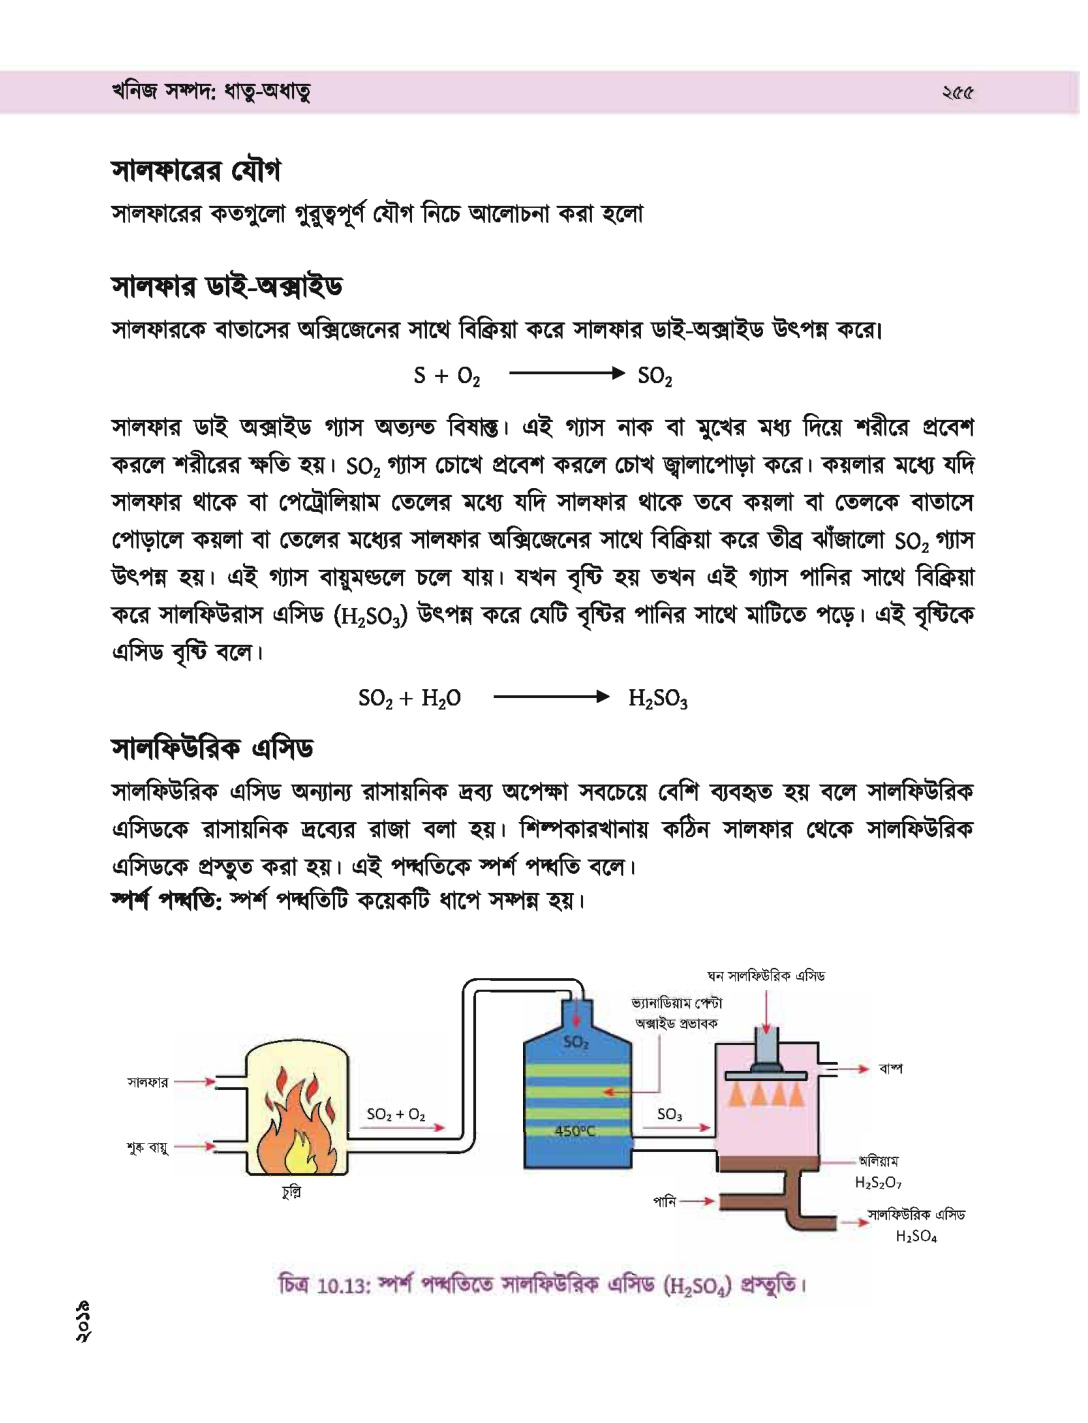 খনিজ সম্পদ: ধাতু-অধাতু ২৫৫
সালফারের যৌগ
সালফারের কতগুলো গুরুত্বপূর্ণ যৌগ নিচে আলোচনা করা হলো
সালফার ডাই-অক্সাইড
সালফারকে বাতাসের অক্সিজেনের সাথে বিক্রিয়া করে সালফার ডাই-অক্সাইড উৎপন্ন করে।
S + O₂ ⟶ SO₂
সালফার ডাই অক্সাইড গ্যাস অত্যন্ত বিষাক্ত। এই গ্যাস নাক বা মুখের মধ্য দিয়ে শরীরে প্রবেশ
করলে শরীরের ক্ষতি হয়। SO₂ গ্যাস চোখে প্রবেশ করলে চোখ জ্বালাপোড়া করে। কয়লার মধ্যে যদি
সালফার থাকে বা পেট্রোলিয়াম তেলের মধ্যে যদি সালফার থাকে তবে কয়লা বা তেলকে বাতাসে
পোড়ালে কয়লা বা তেলের মধ্যের সালফার অক্সিজেনের সাথে বিক্রিয়া করে তীব্র ঝাঁজালো SO₂ গ্যাস
উৎপন্ন হয়। এই গ্যাস বায়ুমণ্ডলে চলে যায়। যখন বৃষ্টি হয় তখন এই গ্যাস পানির সাথে বিক্রিয়া
করে সালফিউরাস এসিড (H₂SO₃) উৎপন্ন করে যেটি বৃষ্টির পানির সাথে মাটিতে পড়ে। এই বৃষ্টিকে
এসিড বৃষ্টি বলে।
SO₂ + H₂O ⟶ H₂SO₃
সালফিউরিক এসিড
সালফিউরিক এসিড অন্যান্য রাসায়নিক দ্রব্য অপেক্ষা সবচেয়ে বেশি ব্যবহৃত হয় বলে সালফিউরিক
এসিডকে রাসায়নিক দ্রব্যের রাজা বলা হয়। শিল্পকারখানায় কঠিন সালফার থেকে সালফিউরিক
এসিডকে প্রস্তুত করা হয়। এই পদ্ধতিকে স্পর্শ পদ্ধতি বলে।
স্পর্শ পদ্ধতি: স্পর্শ পদ্ধতিটি কয়েকটি ধাপে সম্পন্ন হয়।
ঘন সালফিউরিক এসিড
ভ্যানাডিয়াম পেন্টা
অক্সাইড প্রভাবক
SO₂
বাষ্প
সালফার
SO₂ + O₂
SO₃
450°C
শুষ্ক বায়ু
অলিয়াম
H₂S₂O₇
চুল্লি
পানি
সালফিউরিক এসিড
H₂SO₄
চিত্র 10.13: স্পর্শ পদ্ধতিতে সালফিউরিক এসিড (H₂SO₄) প্রস্তুতি।
২০১৯